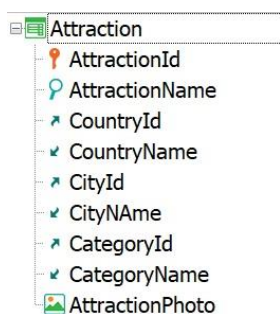 Attraction
AttractionId
AttractionName
CountryId
CountryName
CityId
CityNAme
CategoryId
CategoryName
AttractionPhoto